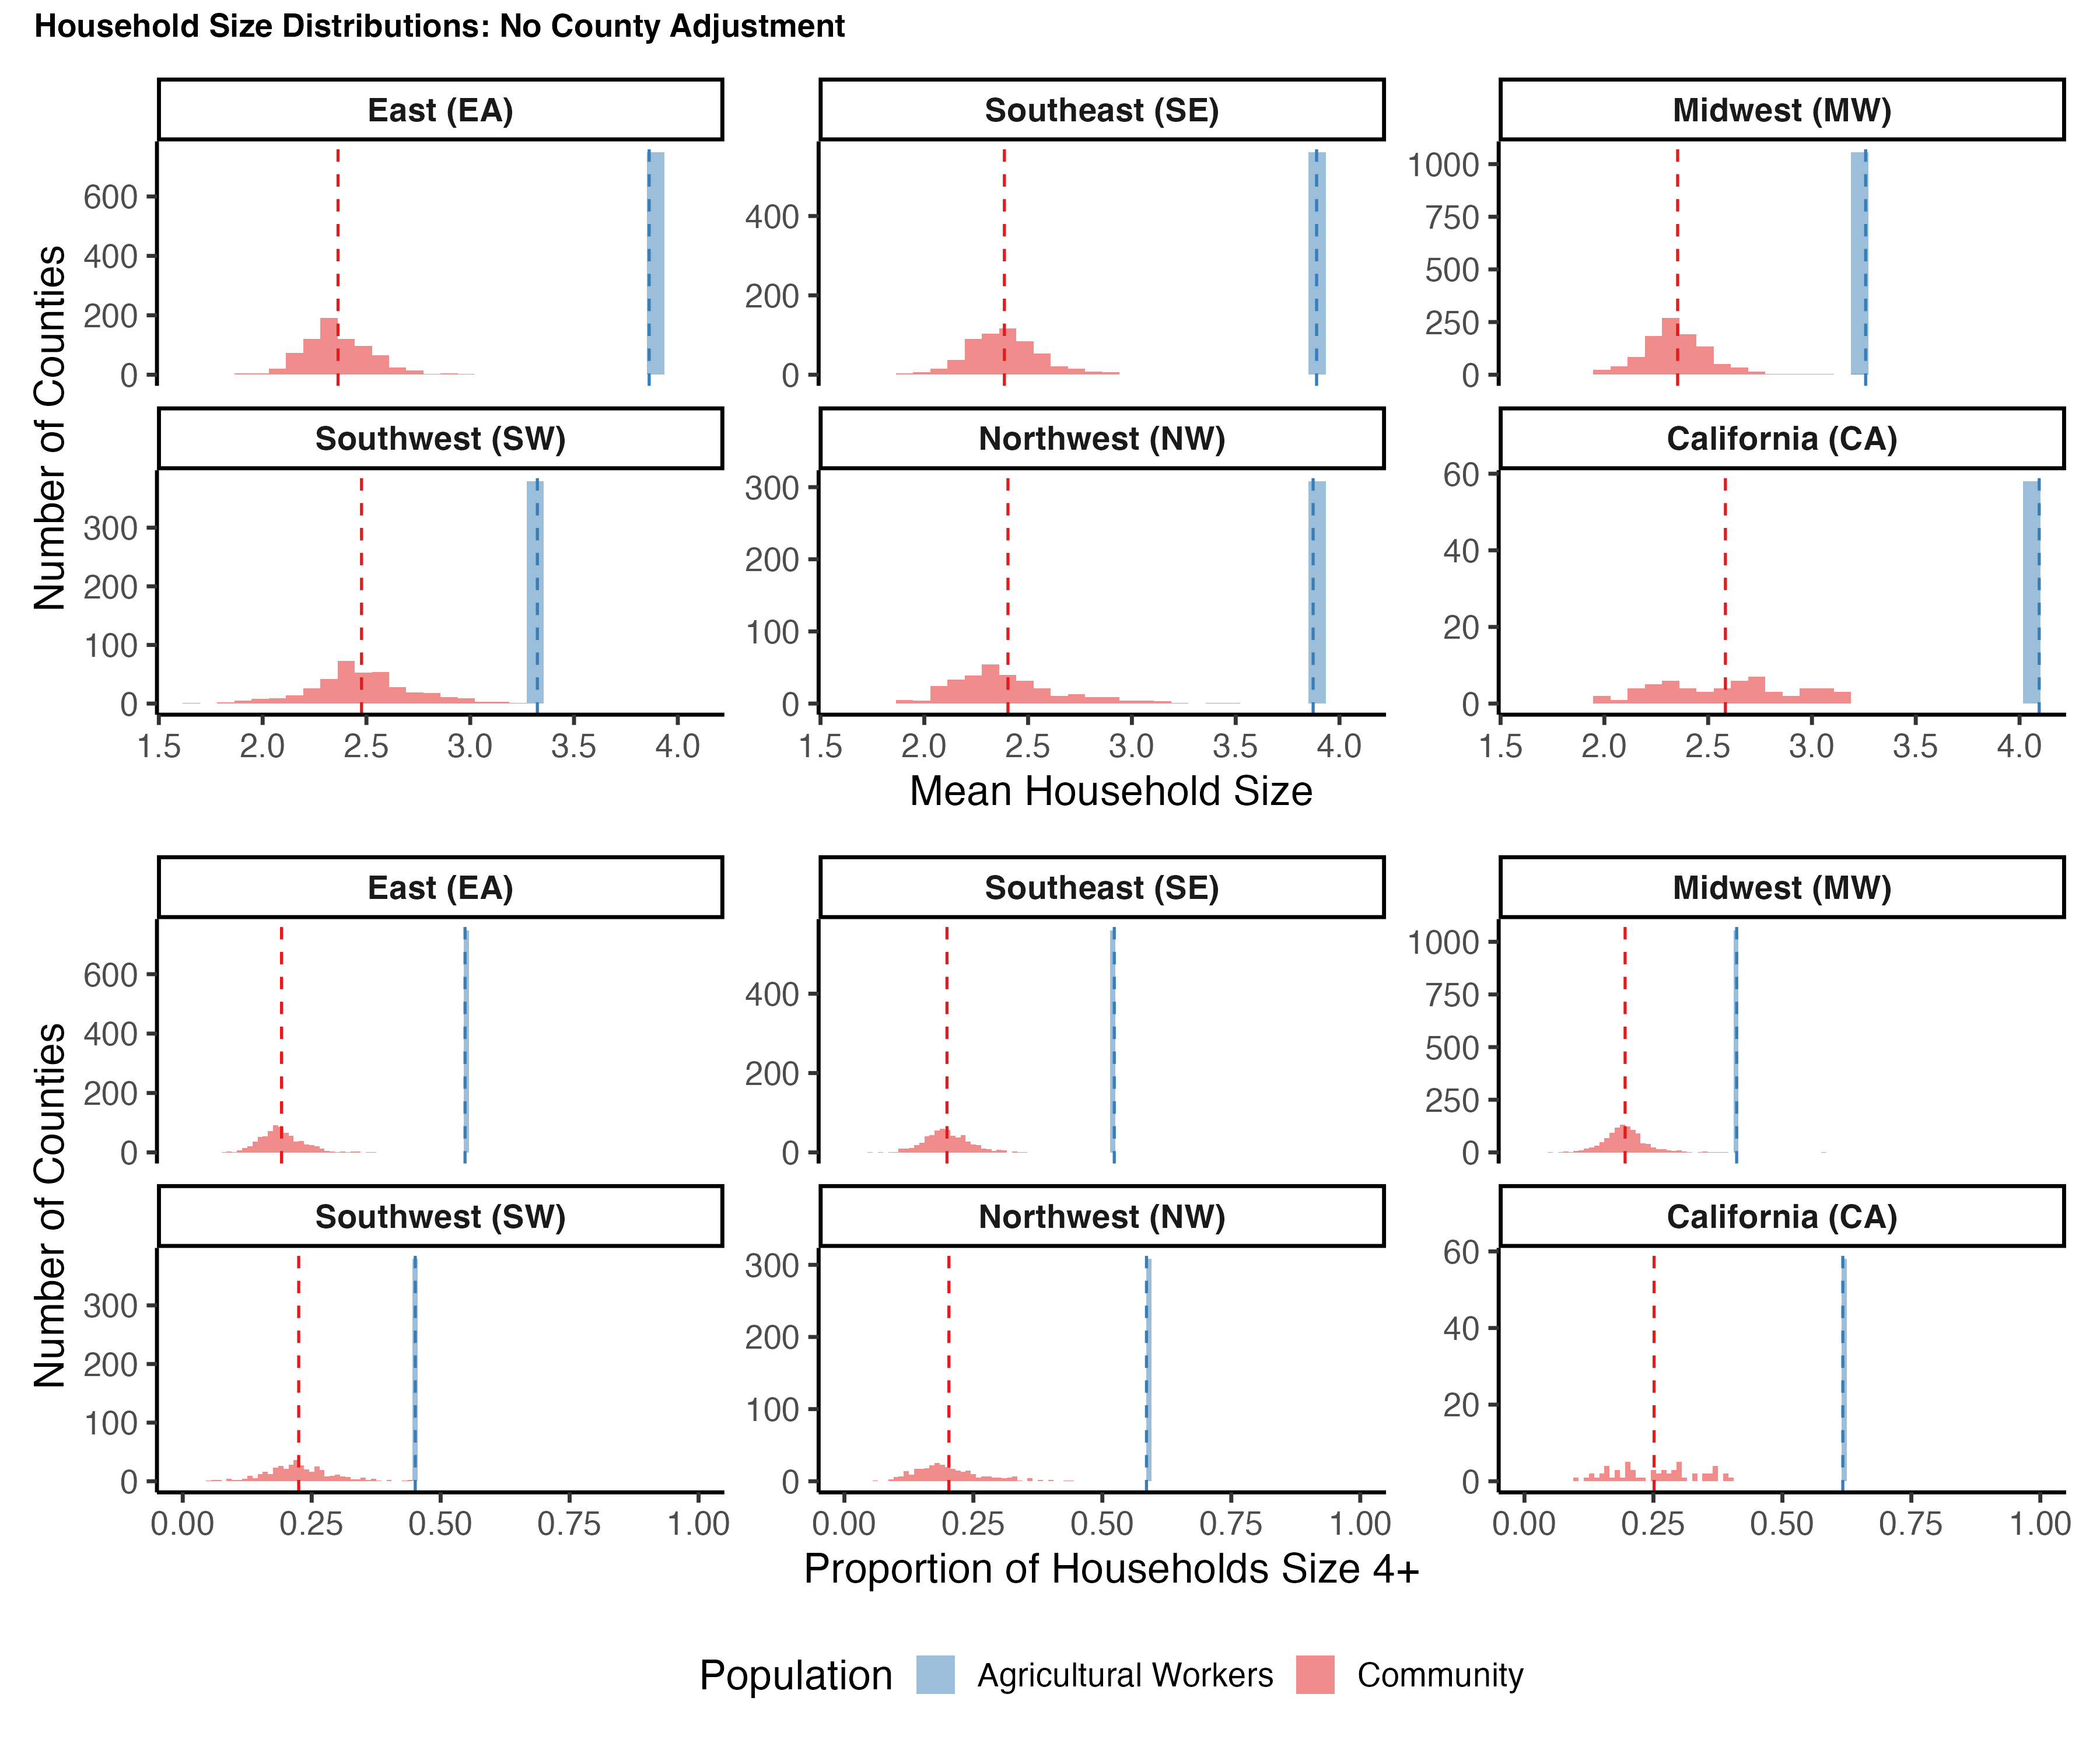 Household Size Distributions: No County Adjustment
East (EA)
Southeast (SE)
Midwest (MW)
600
400
200
0
400
200
0
1000
750
500
250
0
Number of Counties
Southwest (SW)
Northwest (NW)
California (CA)
300
200
100
0
300
200
100
0
60
40
20
0
1.5 2.0 2.5 3.0 3.5 4.0
1.5 2.0 2.5 3.0 3.5 4.0
1.5 2.0 2.5 3.0 3.5 4.0
Mean Household Size
East (EA)
Southeast (SE)
Midwest (MW)
600
400
200
0
400
200
0
1000
750
500
250
0
Number of Counties
Southwest (SW)
Northwest (NW)
California (CA)
300
200
100
0
300
200
100
0
60
40
20
0
0.00 0.25 0.50 0.75 1.00
0.00 0.25 0.50 0.75 1.00
0.00 0.25 0.50 0.75 1.00
Proportion of Households Size 4+
Population Agricultural Workers Community